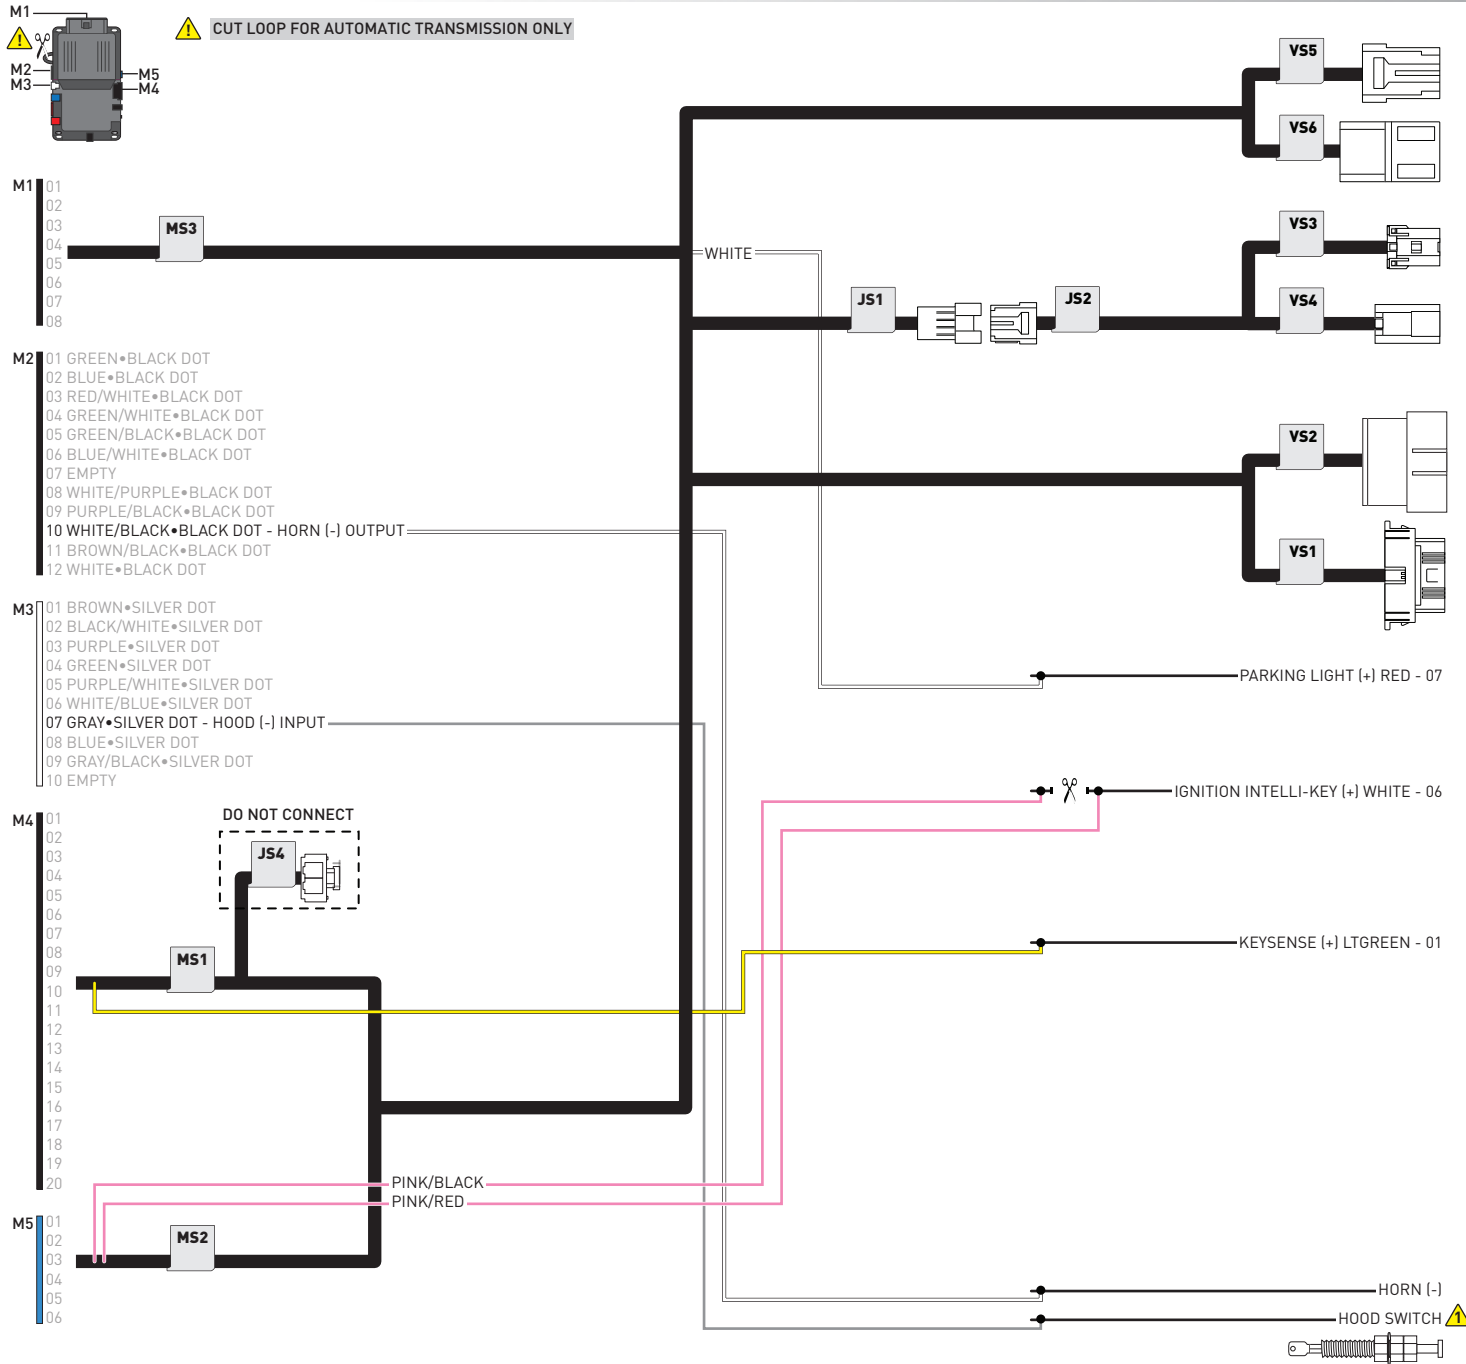 M1
CUT LOOP FOR AUTOMATIC TRANSMISSION ONLY
M2
M3
M5
M4
M1
01
02
03
04
05
06
07
08
MS3
M2
01 GREEN•BLACK DOT
02 BLUE•BLACK DOT
03 RED/WHITE•BLACK DOT
04 GREEN/WHITE•BLACK DOT
05 GREEN/BLACK•BLACK DOT
06 BLUE/WHITE•BLACK DOT
07 EMPTY
08 WHITE/PURPLE•BLACK DOT
09 PURPLE/BLACK•BLACK DOT
10 WHITE/BLACK•BLACK DOT - HORN (-) OUTPUT
11 BROWN/BLACK•BLACK DOT
12 WHITE•BLACK DOT
M3
01 BROWN•SILVER DOT
02 BLACK/WHITE•SILVER DOT
03 PURPLE•SILVER DOT
04 GREEN•SILVER DOT
05 PURPLE/WHITE•SILVER DOT
06 WHITE/BLUE•SILVER DOT
07 GRAY•SILVER DOT - HOOD (-) INPUT
08 BLUE•SILVER DOT
09 GRAY/BLACK•SILVER DOT
10 EMPTY
M4
01
02
03
04
05
06
07
08
09
10
11
12
13
14
15
16
17
18
19
20
DO NOT CONNECT
JS4
MS1
PINK/BLACK
PINK/RED
M5
01
02
03
04
05
06
MS2
WHITE
VS5
VS6
VS3
JS1
JS2
VS4
VS2
VS1
PARKING LIGHT (+) RED - 07
IGNITION INTELLI-KEY (+) WHITE - 06
KEYSENSE (+) LTGREEN - 01
HORN (-)
HOOD SWITCH 1